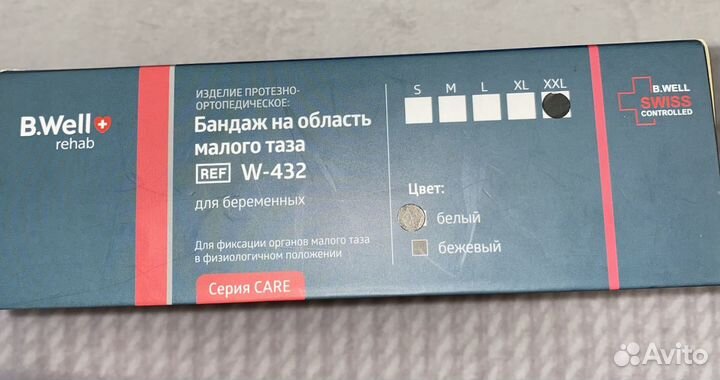 B.Well
rehab
ИЗДЕЛИЕ ПРОТЕЗНО-
ОРТОПЕДИЧЕСКОЕ:
Бандаж на область
малого таза
REF W-432
для беременных
Для фиксации органов малого таза
в физиологичном положении
Серия CARE
S M L XL XXL
Цвет:
белый
бежевый
B.WELL
SWISS
CONTROLLED
Avito